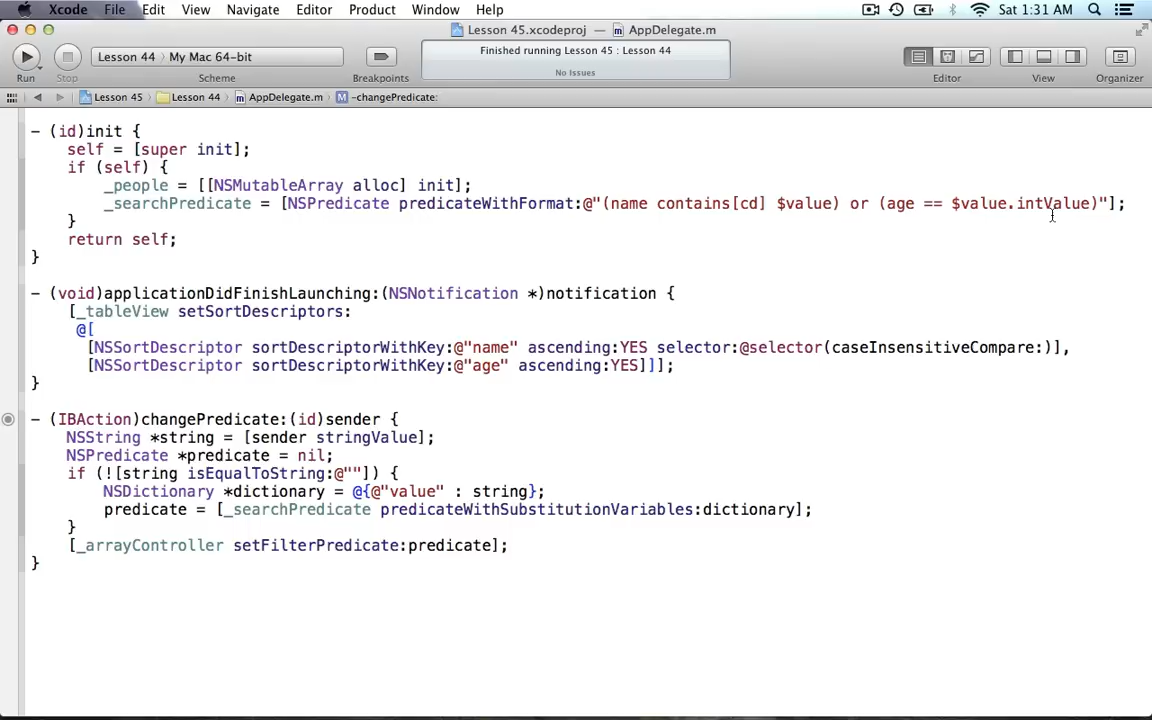 Xcode File Edit View Navigate Editor Product Window Help Sat 1:31 AM
Lesson 45.xcodeproj — AppDelegate.m
Lesson 44 〉 My Mac 64-bit
Finished running Lesson 45 : Lesson 44
No Issues
Run Stop Scheme Breakpoints Editor View Organizer
Lesson 45 〉 Lesson 44 〉 AppDelegate.m 〉 M -changePredicate:
- (id)init {
self = [super init];
if (self) {
_people = [[NSMutableArray alloc] init];
_searchPredicate = [NSPredicate predicateWithFormat:@"(name contains[cd] $value) or (age == $value.intValue)"];
}
return self;
}
- (void)applicationDidFinishLaunching:(NSNotification *)notification {
[_tableView setSortDescriptors:
@[
[NSSortDescriptor sortDescriptorWithKey:@"name" ascending:YES selector:@selector(caseInsensitiveCompare:)],
[NSSortDescriptor sortDescriptorWithKey:@"age" ascending:YES]]];
}
- (IBAction)changePredicate:(id)sender {
NSString *string = [sender stringValue];
NSPredicate *predicate = nil;
if (![string isEqualToString:@""]) {
NSDictionary *dictionary = @{@"value" : string};
predicate = [_searchPredicate predicateWithSubstitutionVariables:dictionary];
}
[_arrayController setFilterPredicate:predicate];
}